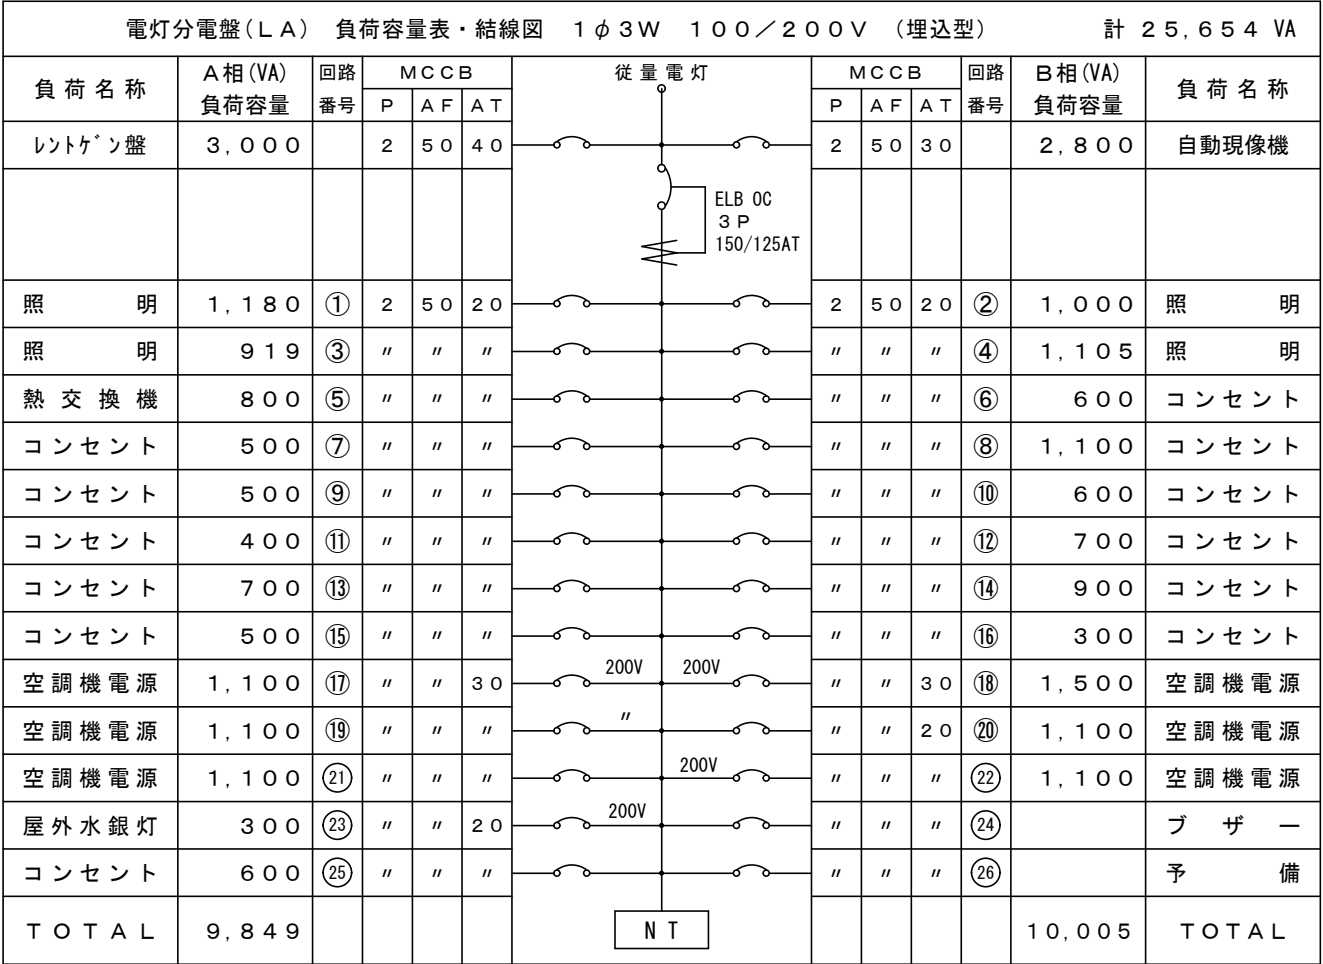 電灯分電盤(LA) 負荷容量表・結線図 1φ3W 100/200V (埋込型) 計 25,654 VA
負荷名称 A相(VA) 負荷容量 回路番号 MCCB P AF AT 従量電灯 MCCB P AF AT 回路番号 B相(VA) 負荷容量 負荷名称
レントゲン盤 3,000 2 50 40 2 50 30 2,800 自動現像機
ELB OC
3P
150/125AT
照明 1,180 ① 2 50 20 2 50 20 ② 1,000 照明
照明 919 ③ 〃 〃 〃 〃 〃 〃 ④ 1,105 照明
熱交換機 800 ⑤ 〃 〃 〃 〃 〃 〃 ⑥ 600 コンセント
コンセント 500 ⑦ 〃 〃 〃 〃 〃 〃 ⑧ 1,100 コンセント
コンセント 500 ⑨ 〃 〃 〃 〃 〃 〃 ⑩ 600 コンセント
コンセント 400 ⑪ 〃 〃 〃 〃 〃 〃 ⑫ 700 コンセント
コンセント 700 ⑬ 〃 〃 〃 〃 〃 〃 ⑭ 900 コンセント
コンセント 500 ⑮ 〃 〃 〃 〃 〃 〃 ⑯ 300 コンセント
空調機電源 1,100 ⑰ 〃 〃 30 200V 200V 〃 〃 30 ⑱ 1,500 空調機電源
空調機電源 1,100 ⑲ 〃 〃 〃 〃 〃 〃 20 ⑳ 1,100 空調機電源
空調機電源 1,100 ㉑ 〃 〃 〃 200V 〃 〃 〃 ㉒ 1,100 空調機電源
屋外水銀灯 300 ㉓ 〃 〃 20 200V 〃 〃 〃 ㉔ ブザー
コンセント 600 ㉕ 〃 〃 〃 〃 〃 〃 ㉖ 予備
TOTAL 9,849 NT 10,005 TOTAL